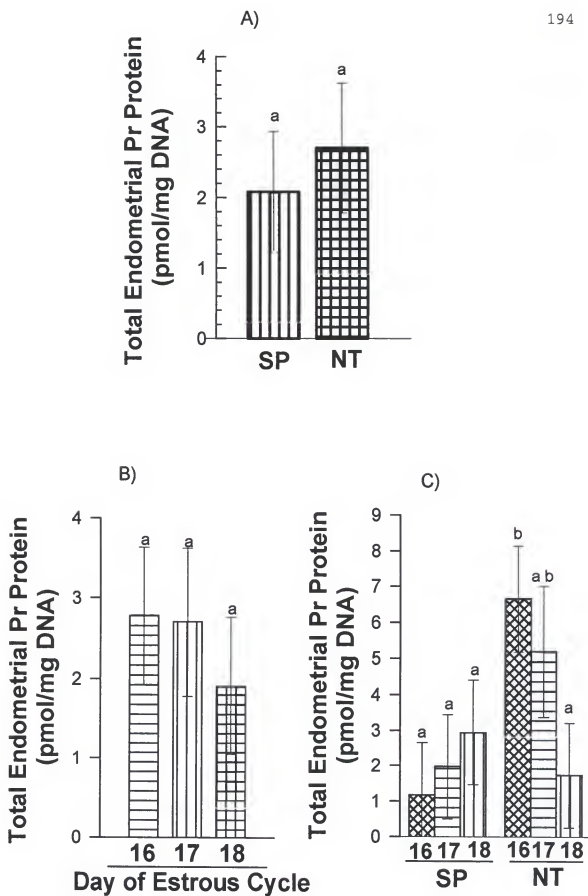 A)
194
Total Endometrial Pr Protein
(pmol/mg DNA)
4
3
2
1
0
a
a
SP
NT
B)
Total Endometrial Pr Protein
(pmol/mg DNA)
4
3
2
1
0
a
a
a
16 17 18
Day of Estrous Cycle
C)
Total Endometrial Pr Protein
(pmol/mg DNA)
9
8
7
6
5
4
3
2
1
0
a
a
a
b
a b
a
16 17 18 16 17 18
SP
NT